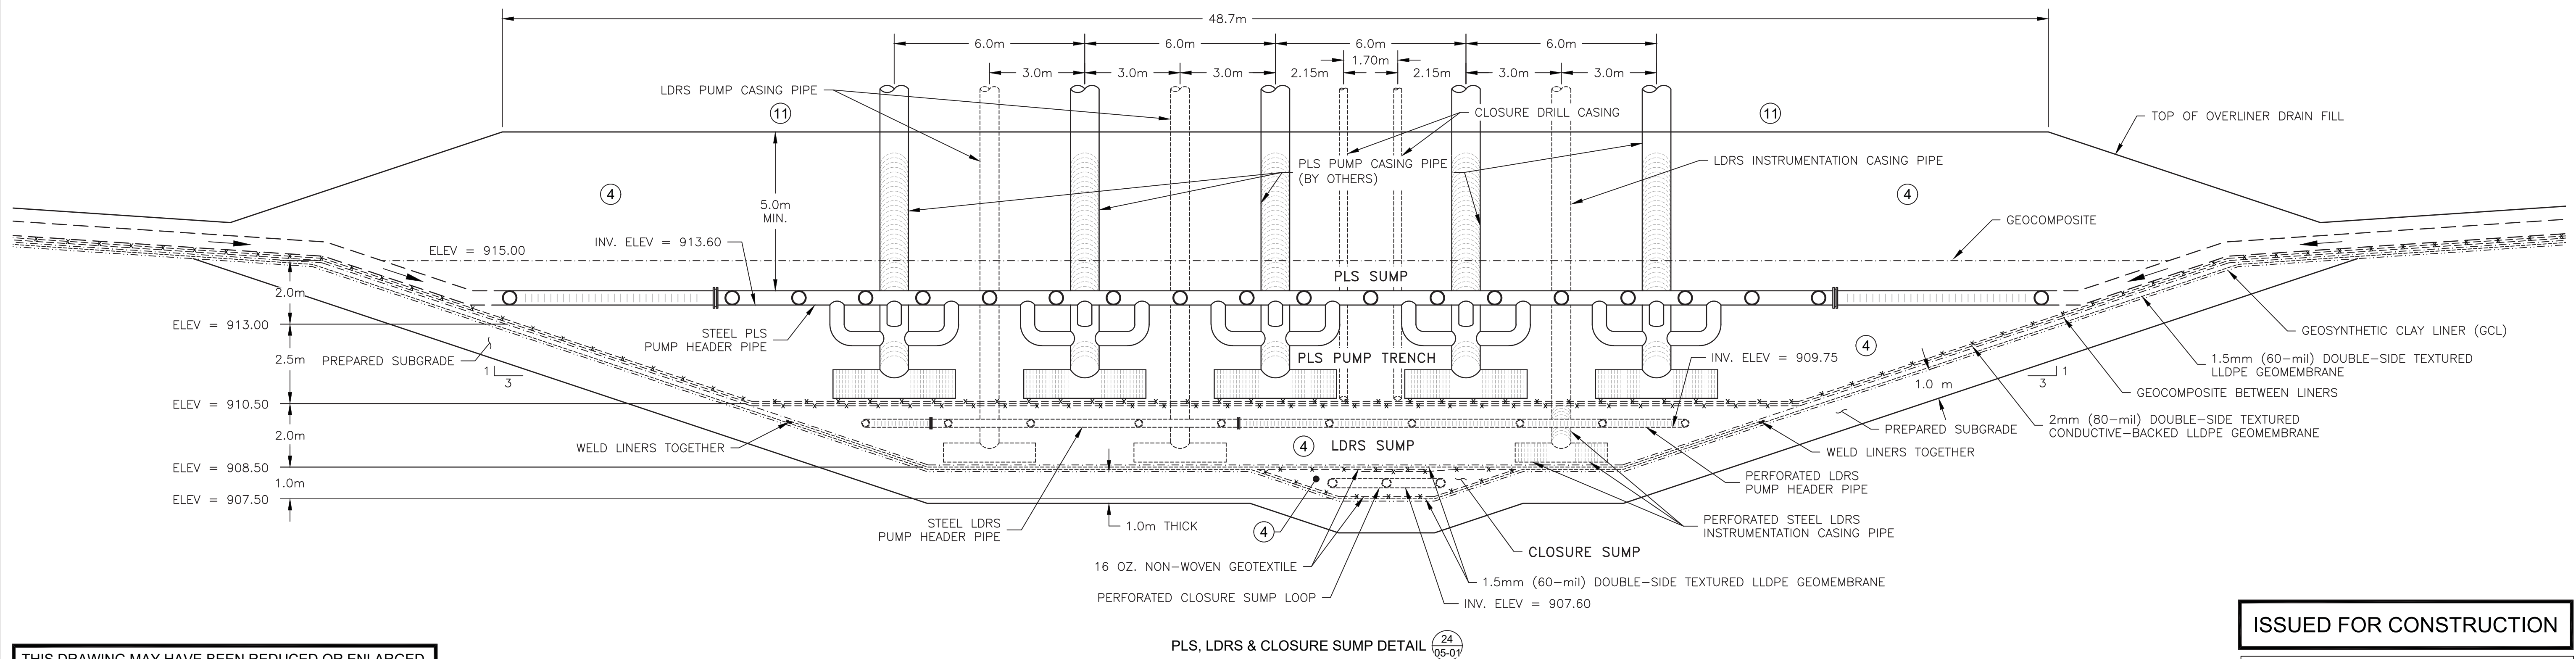 48.7m
6.0m
6.0m
6.0m
6.0m
1.70m
3.0m
3.0m
3.0m
2.15m
2.15m
3.0m
3.0m
LDRS PUMP CASING PIPE
11
CLOSURE DRILL CASING
11
TOP OF OVERLINER DRAIN FILL
PLS PUMP CASING PIPE
(BY OTHERS)
LDRS INSTRUMENTATION CASING PIPE
4
4
5.0m
MIN.
GEOCOMPOSITE
INV. ELEV = 913.60
ELEV = 915.00
PLS SUMP
2.0m
ELEV = 913.00
STEEL PLS
PUMP HEADER PIPE
GEOSYNTHETIC CLAY LINER (GCL)
4
PREPARED SUBGRADE
2.5m
1
3
PLS PUMP TRENCH
INV. ELEV = 909.75
1.0 m
1
3
1.5mm (60-mil) DOUBLE-SIDE TEXTURED
LLDPE GEOMEMBRANE
GEOCOMPOSITE BETWEEN LINERS
ELEV = 910.50
2mm (80-mil) DOUBLE-SIDE TEXTURED
CONDUCTIVE-BACKED LLDPE GEOMEMBRANE
2.0m
PREPARED SUBGRADE
WELD LINERS TOGETHER
4
LDRS SUMP
WELD LINERS TOGETHER
ELEV = 908.50
1.0m
ELEV = 907.50
PERFORATED LDRS
PUMP HEADER PIPE
STEEL LDRS
PUMP HEADER PIPE
1.0m THICK
4
PERFORATED STEEL LDRS
INSTRUMENTATION CASING PIPE
CLOSURE SUMP
16 OZ. NON-WOVEN GEOTEXTILE
1.5mm (60-mil) DOUBLE-SIDE TEXTURED LLDPE GEOMEMBRANE
PERFORATED CLOSURE SUMP LOOP
INV. ELEV = 907.60
PLS, LDRS & CLOSURE SUMP DETAIL
24
05-01
ISSUED FOR CONSTRUCTION
THIS DRAWING MAY HAVE BEEN REDUCED OR ENLARGED